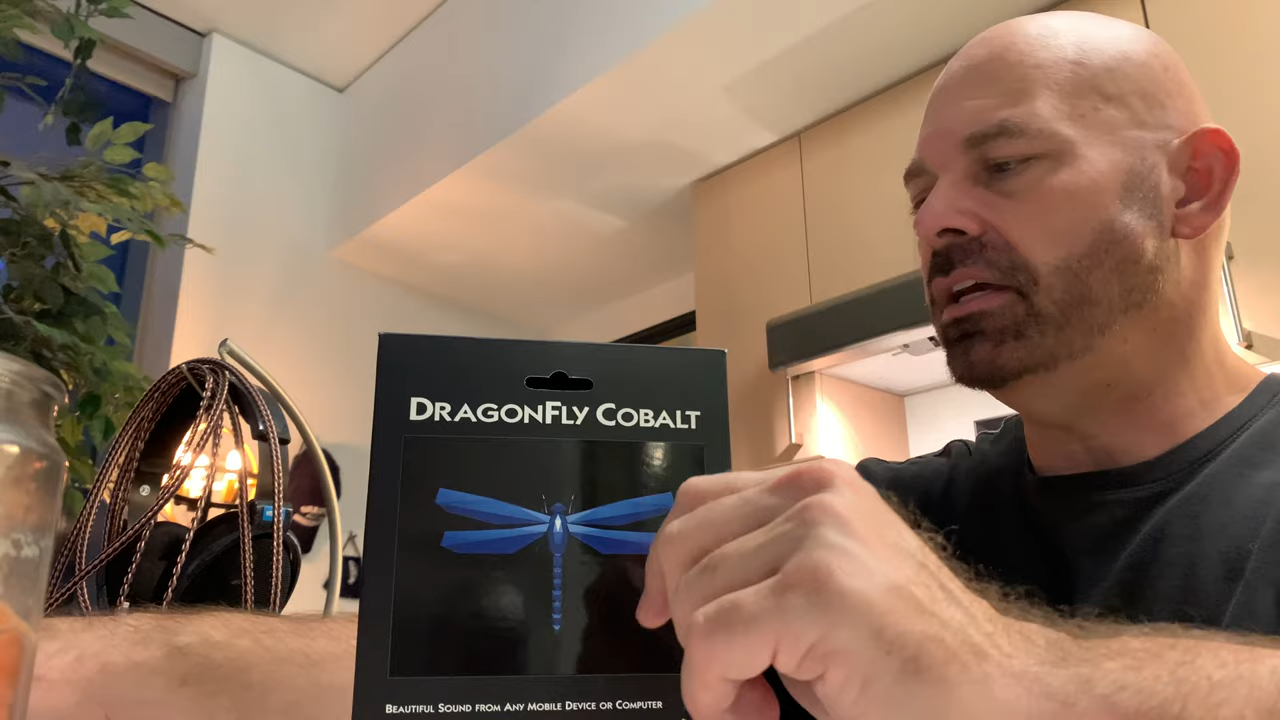 DRAGONFLY COBALT
BEAUTIFUL SOUND FROM ANY MOBILE DEVICE OR COMPUTER